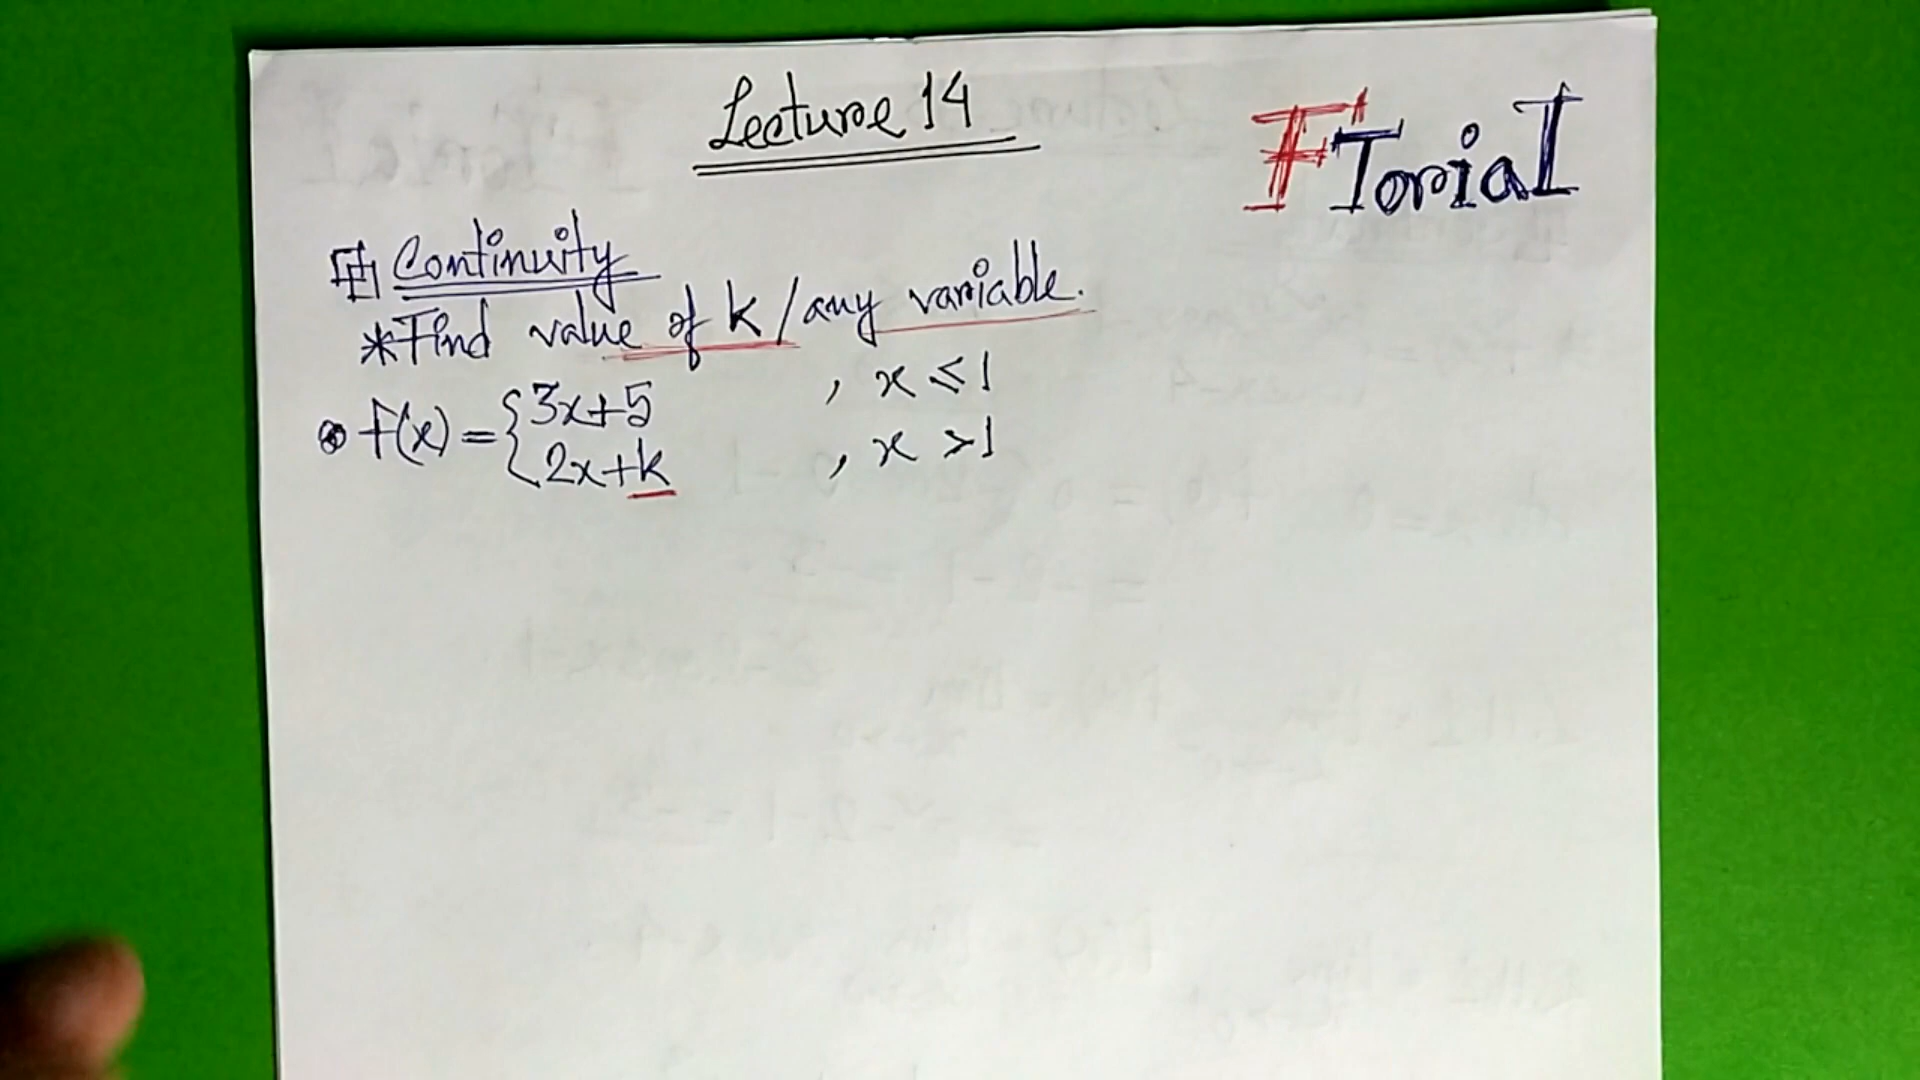 Lecture 14
FTorial
Continuity
*Find value of k / any variable.
f(x) = { 3x+5 , x ≤ 1
2x+k , x > 1